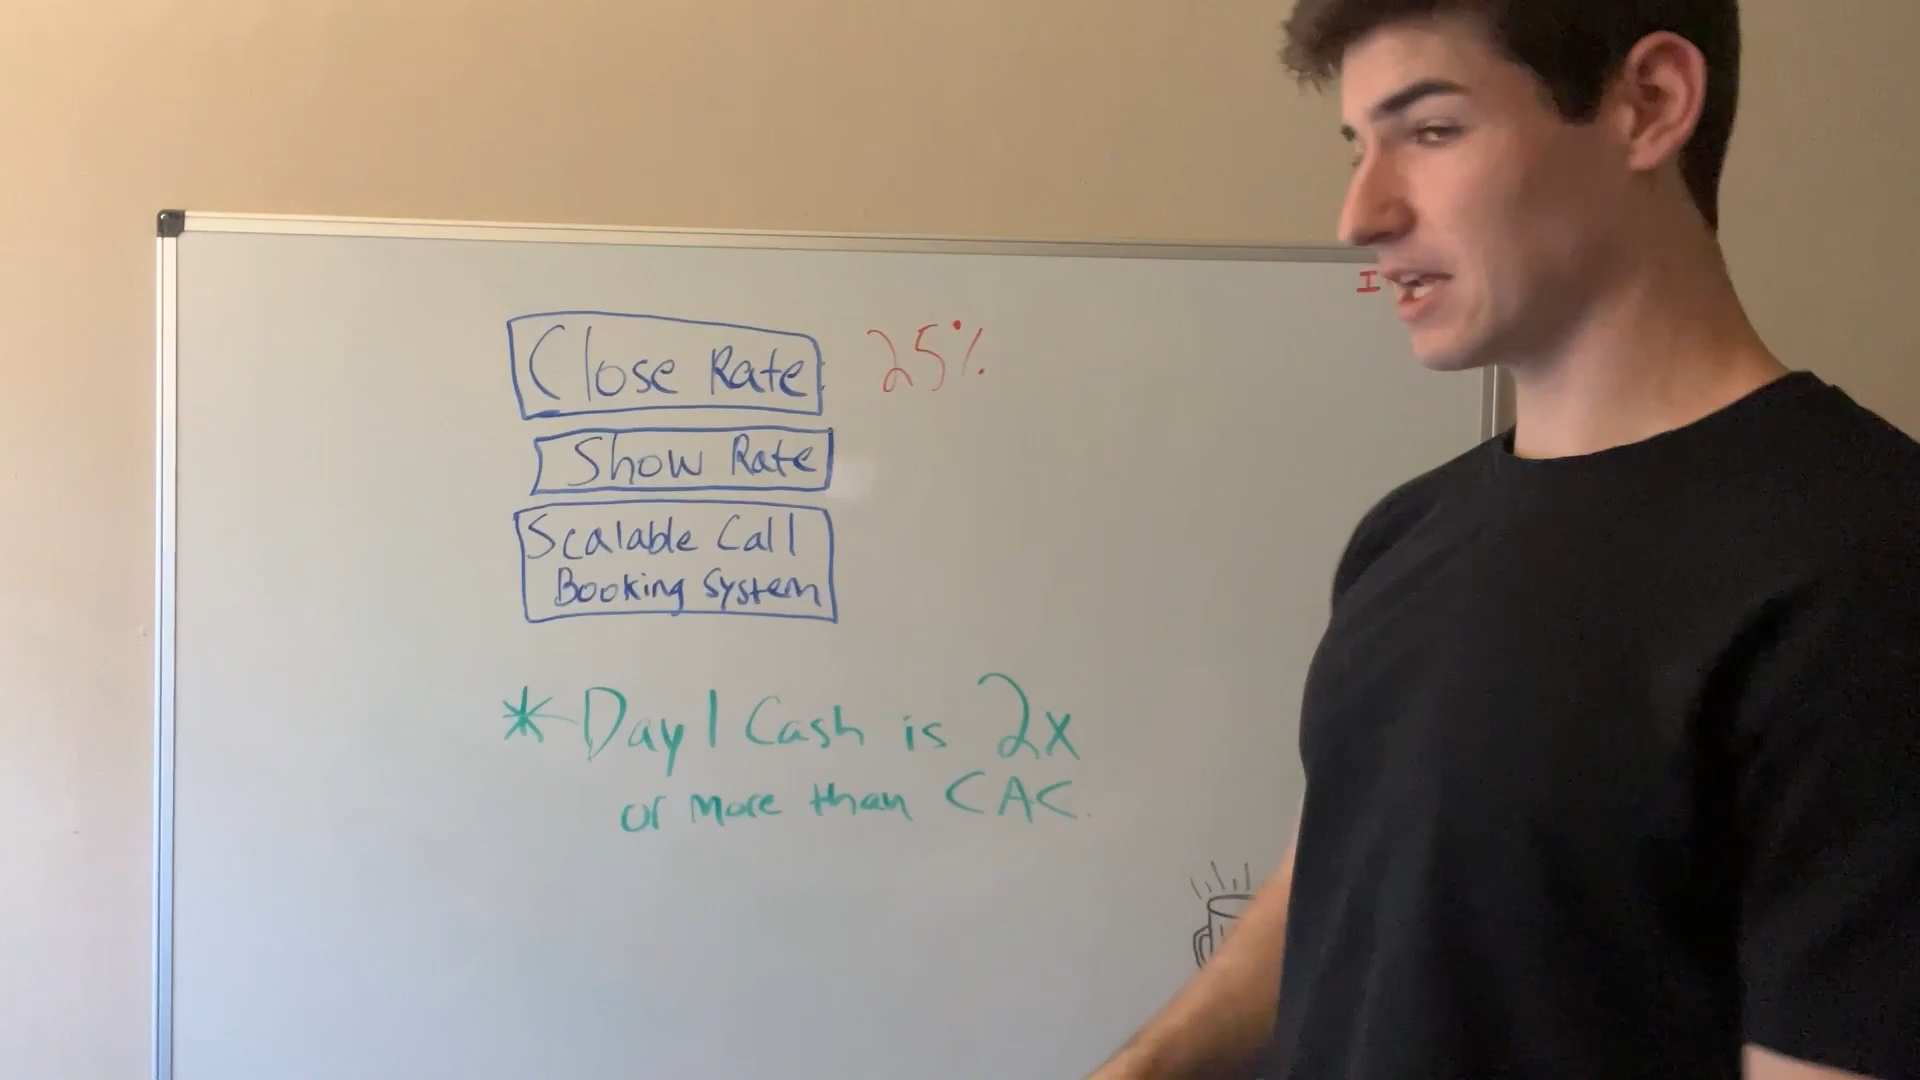 Close Rate: 25%
Show Rate
Scalable Call
Booking System
* Day 1 Cash is 2x
or more than CAC.
I